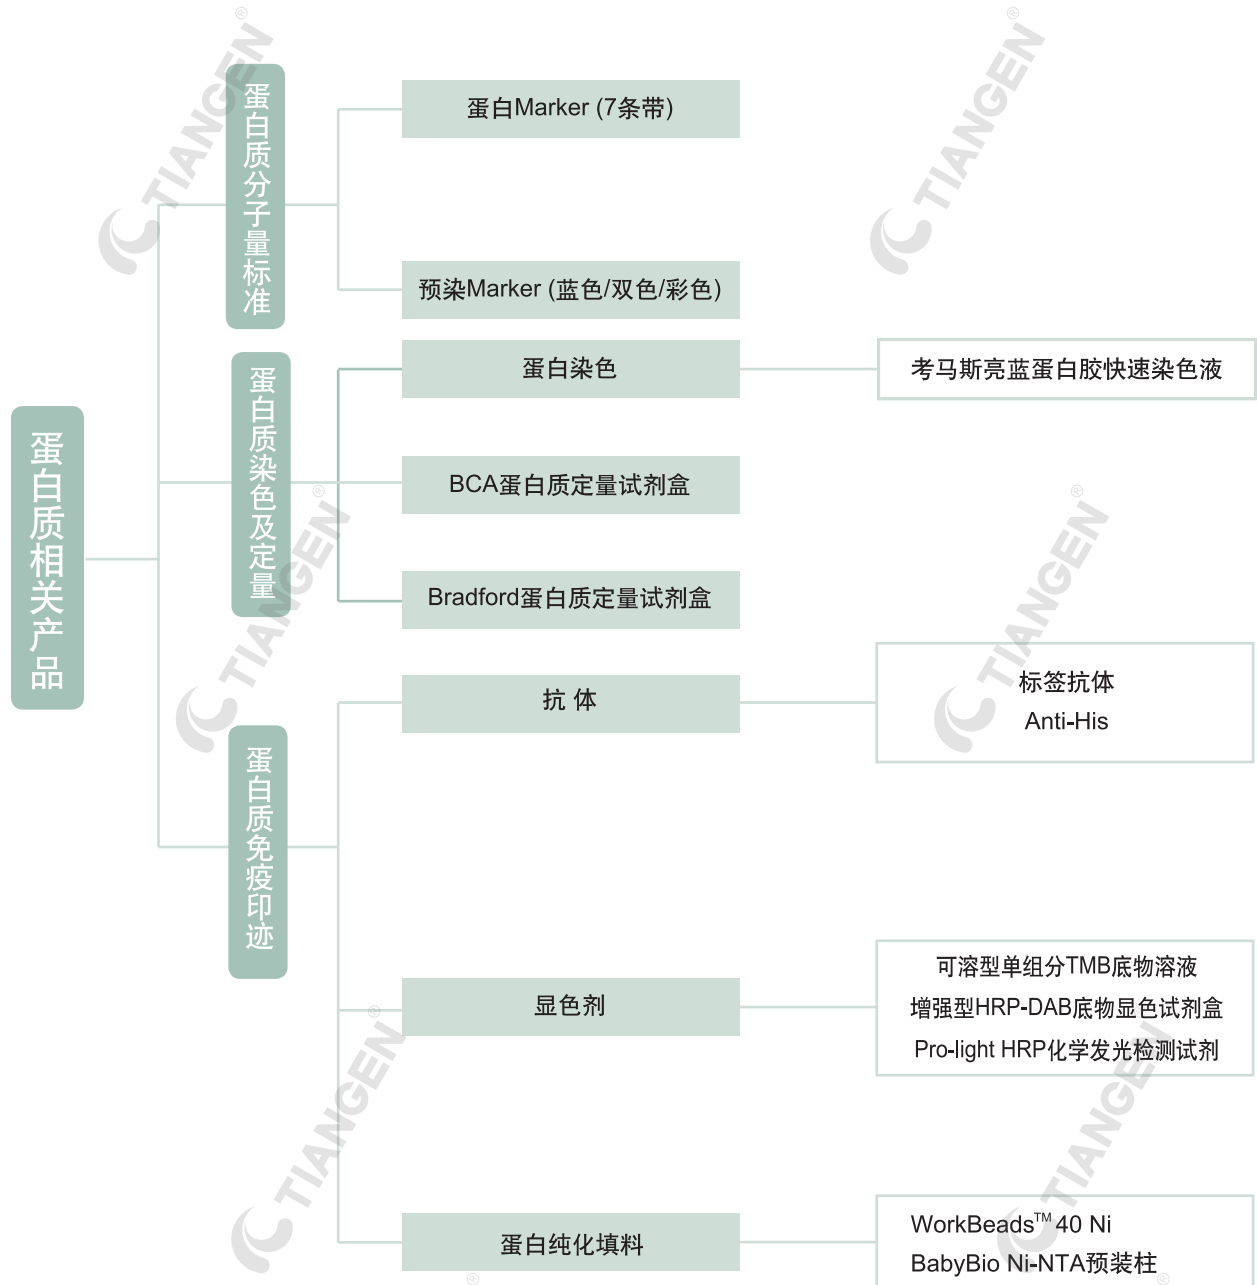 蛋白质相关产品
蛋白质分子量标准
蛋白Marker (7条带)
预染Marker (蓝色/双色/彩色)
蛋白质染色及定量
蛋白染色
考马斯亮蓝蛋白胶快速染色液
BCA蛋白质定量试剂盒
Bradford蛋白质定量试剂盒
蛋白质免疫印迹
抗 体
标签抗体
Anti-His
显色剂
可溶型单组分TMB底物溶液
增强型HRP-DAB底物显色试剂盒
Pro-light HRP化学发光检测试剂
蛋白纯化填料
WorkBeads™ 40 Ni
BabyBio Ni-NTA预装柱
TIANGEN®
TIANGEN®
TIANGEN®
TIANGEN®
TIANGEN®
TIANGEN
®
®
®